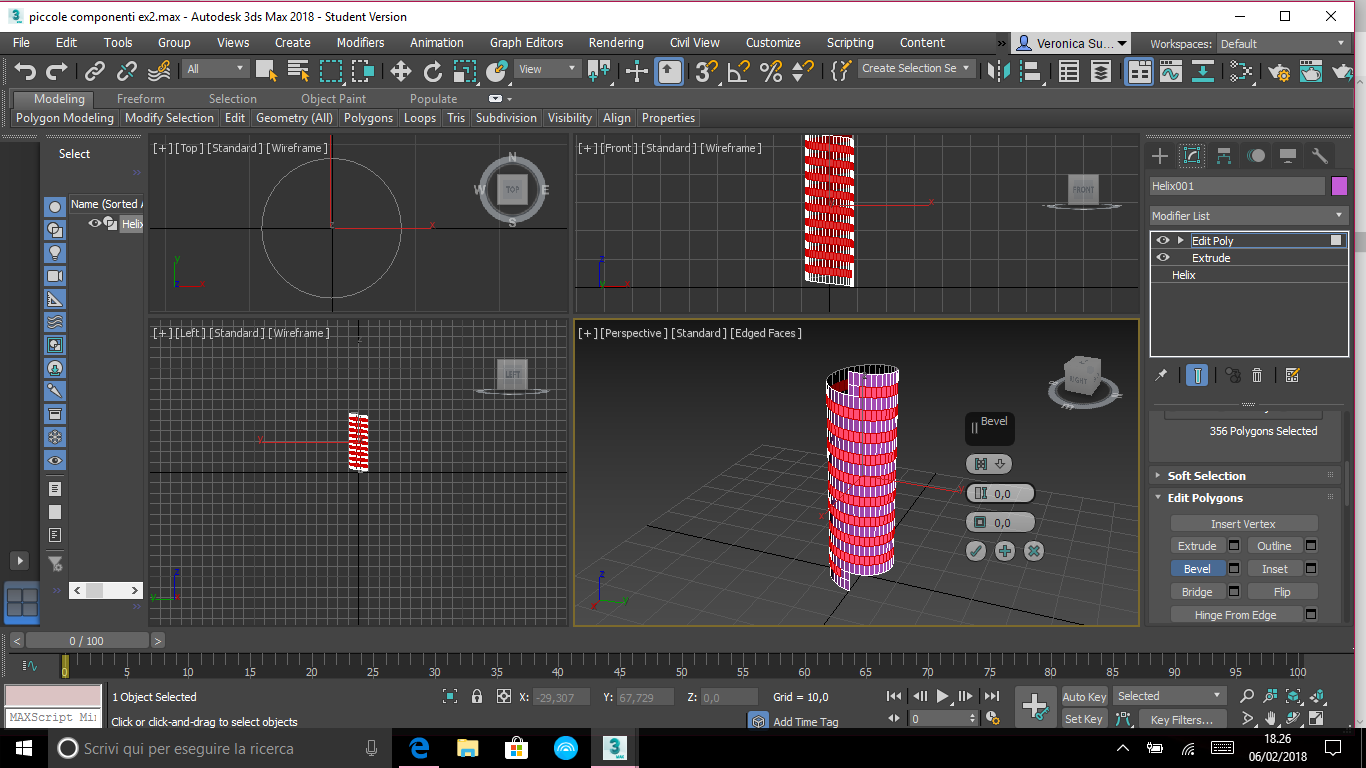 piccole componenti ex2.max - Autodesk 3ds Max 2018 - Student Version
File Edit Tools Group Views Create Modifiers Animation Graph Editors Rendering Civil View Customize Scripting Content » Veronica Su... Workspaces: Default
All View Create Selection Se
Modeling Freeform Selection Object Paint Populate
Polygon Modeling Modify Selection Edit Geometry (All) Polygons Loops Tris Subdivision Visibility Align Properties
Select
Name (Sorted A
Helix
[+] [Top] [Standard] [Wireframe]
N
W TOP E
S
x
y
z
[+] [Front] [Standard] [Wireframe]
FRONT
x
z
[+] [Left] [Standard] [Wireframe]
LEFT
z
y
[+] [Perspective] [Standard] [Edged Faces]
RIGHT
Bevel
0,0
0,0
x
z
y
x
Helix001
Modifier List
Edit Poly
Extrude
Helix
356 Polygons Selected
Soft Selection
Edit Polygons
Insert Vertex
Extrude Outline
Bevel Inset
Bridge Flip
Hinge From Edge
< 0 / 100 >
0 5 10 15 20 25 30 35 40 45 50 55 60 65 70 75 80 85 90 95 100
1 Object Selected X: -29,307 Y: 67,729 Z: 0,0 Grid = 10,0 Auto Key Selected
MAXScript Mi Click or click-and-drag to select objects Add Time Tag 0 Set Key Key Filters...
Scrivi qui per eseguire la ricerca
3
MAX
18.26
06/02/2018